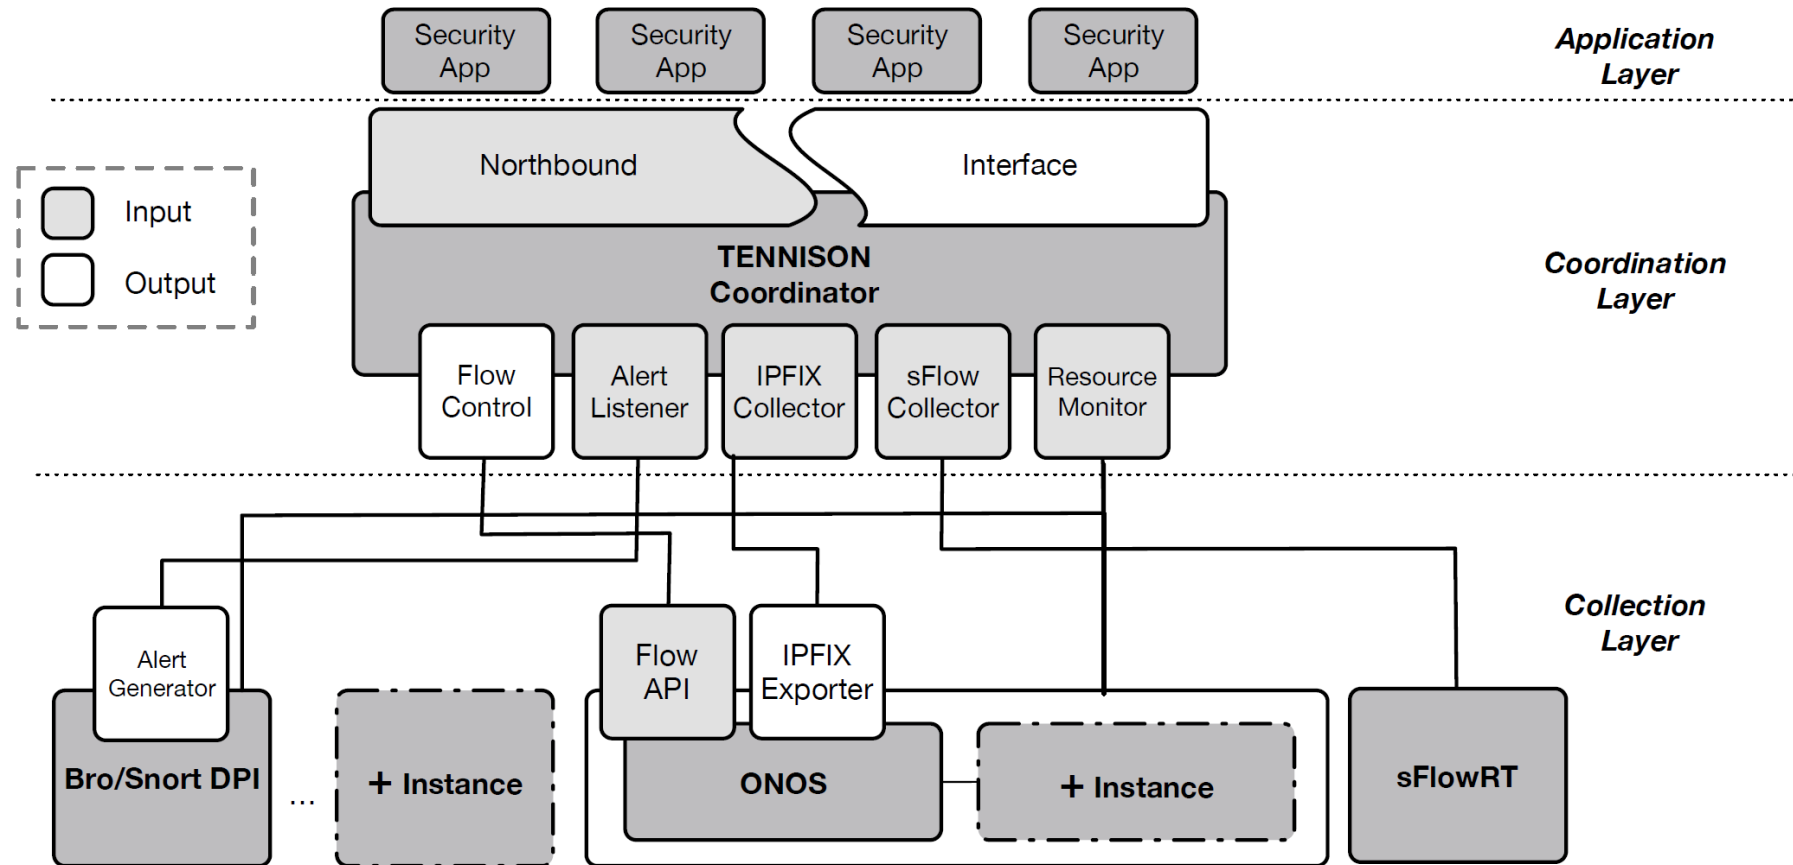 Security
App
Security
App
Security
App
Security
App
Application
Layer
Northbound
Interface
Input
Output
TENNISON
Coordinator
Coordination
Layer
Flow
Control
Alert
Listener
IPFIX
Collector
sFlow
Collector
Resource
Monitor
Collection
Layer
Alert
Generator
Flow
API
IPFIX
Exporter
Bro/Snort DPI
...
+ Instance
ONOS
+ Instance
sFlowRT